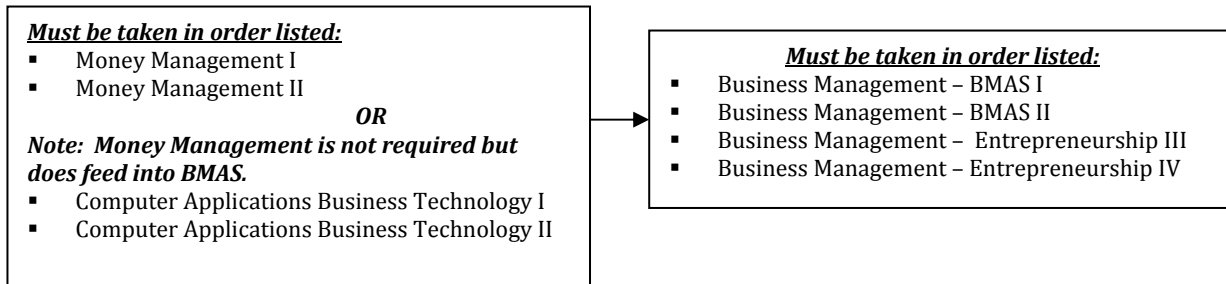 Must be taken in order listed:
▪ Money Management I
▪ Money Management II
OR
Note: Money Management is not required but
does feed into BMAS.
▪ Computer Applications Business Technology I
▪ Computer Applications Business Technology II
Must be taken in order listed:
▪ Business Management – BMAS I
▪ Business Management – BMAS II
▪ Business Management – Entrepreneurship III
▪ Business Management – Entrepreneurship IV